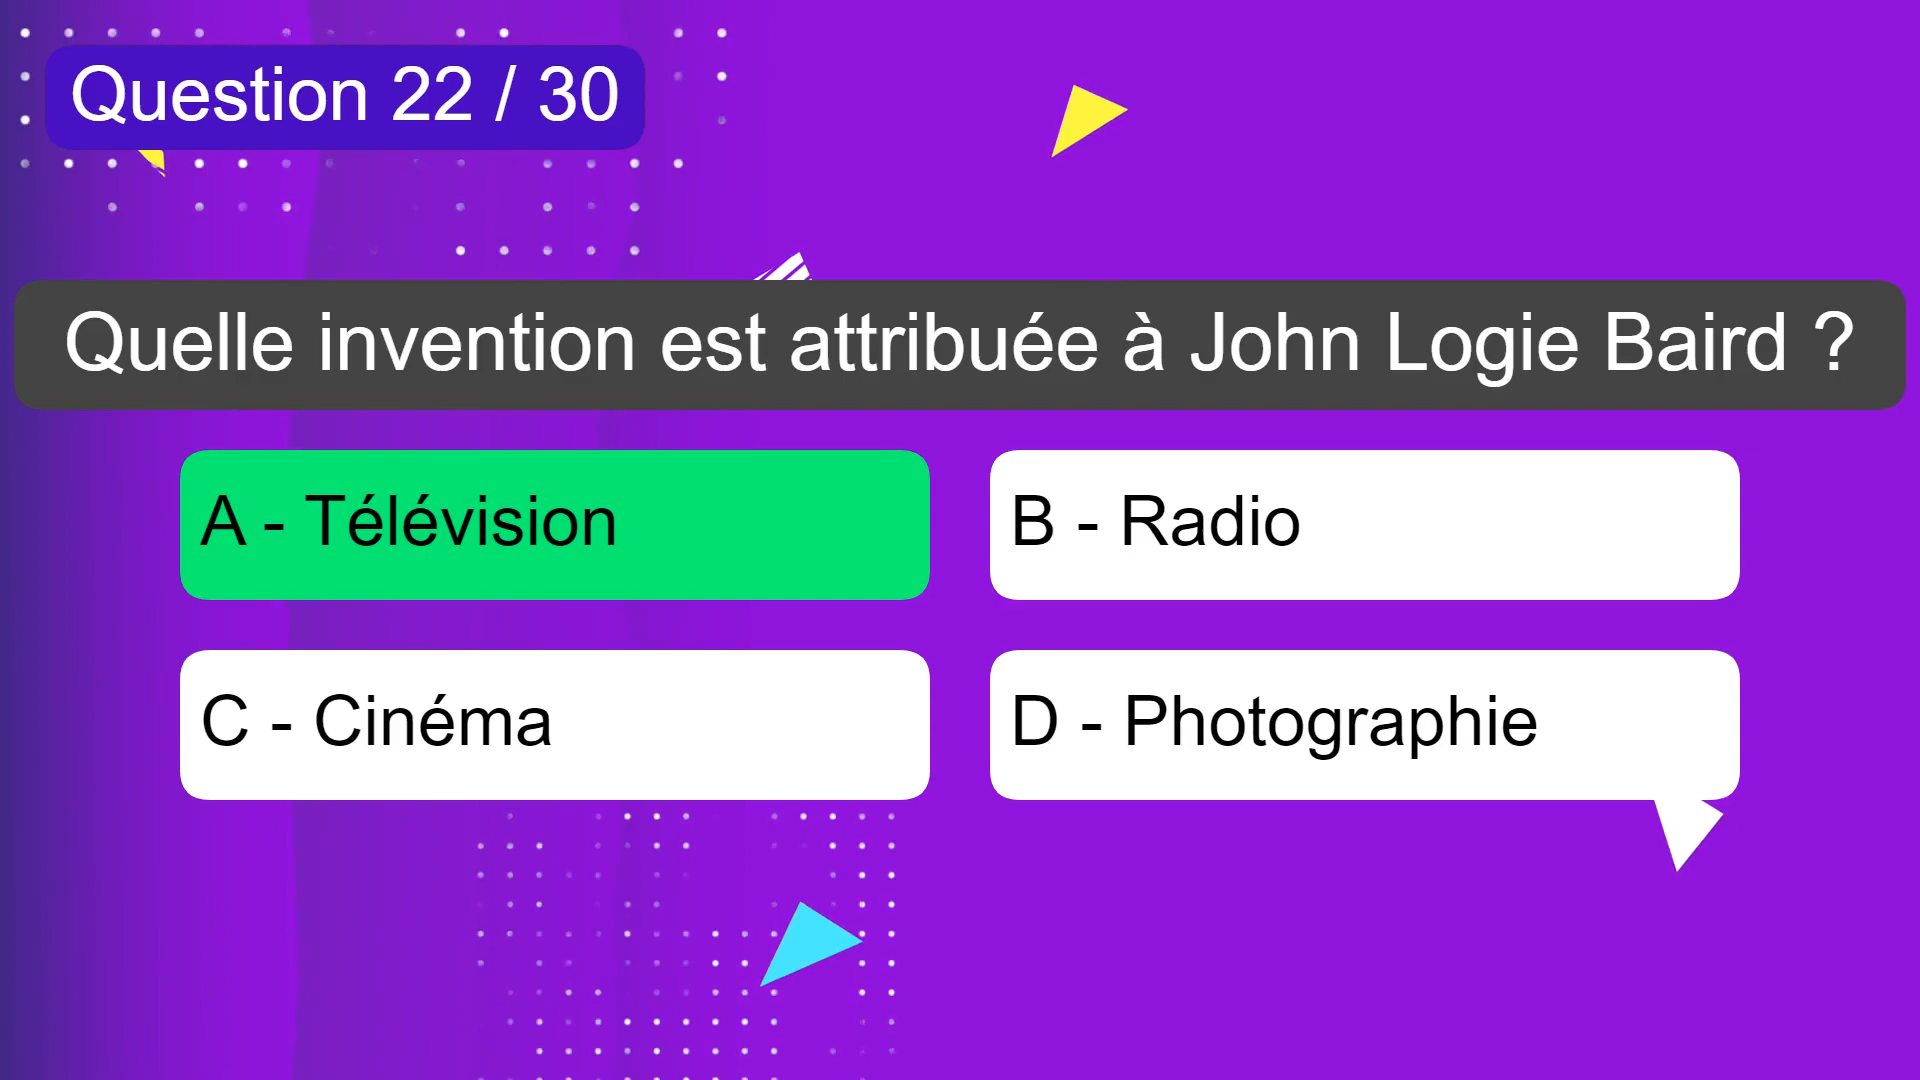 Question 22 / 30
Quelle invention est attribuée à John Logie Baird ?
A - Télévision
B - Radio
C - Cinéma
D - Photographie